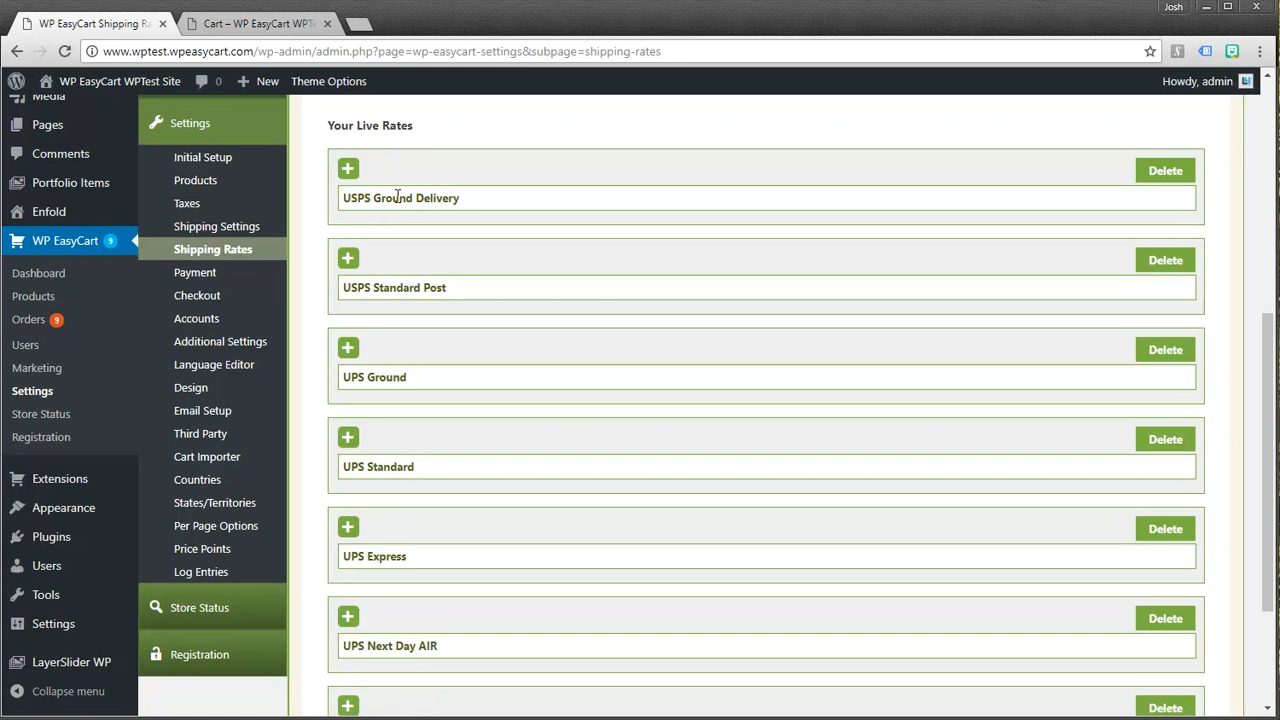 Josh
WP EasyCart Shipping Ra
Cart – WP EasyCart WPTe
www.wptest.wpeasycart.com/wp-admin/admin.php?page=wp-easycart-settings&subpage=shipping-rates
WP EasyCart WPTest Site
0
New
Theme Options
Howdy, admin
Media
Pages
Comments
Portfolio Items
Enfold
WP EasyCart 9
Dashboard
Products
Orders 9
Users
Marketing
Settings
Store Status
Registration
Extensions
Appearance
Plugins
Users
Tools
Settings
LayerSlider WP
Collapse menu
Settings
Initial Setup
Products
Taxes
Shipping Settings
Shipping Rates
Payment
Checkout
Accounts
Additional Settings
Language Editor
Design
Email Setup
Third Party
Cart Importer
Countries
States/Territories
Per Page Options
Price Points
Log Entries
Store Status
Registration
Your Live Rates
Delete
USPS Ground Delivery
Delete
USPS Standard Post
Delete
UPS Ground
Delete
UPS Standard
Delete
UPS Express
Delete
UPS Next Day AIR
Delete